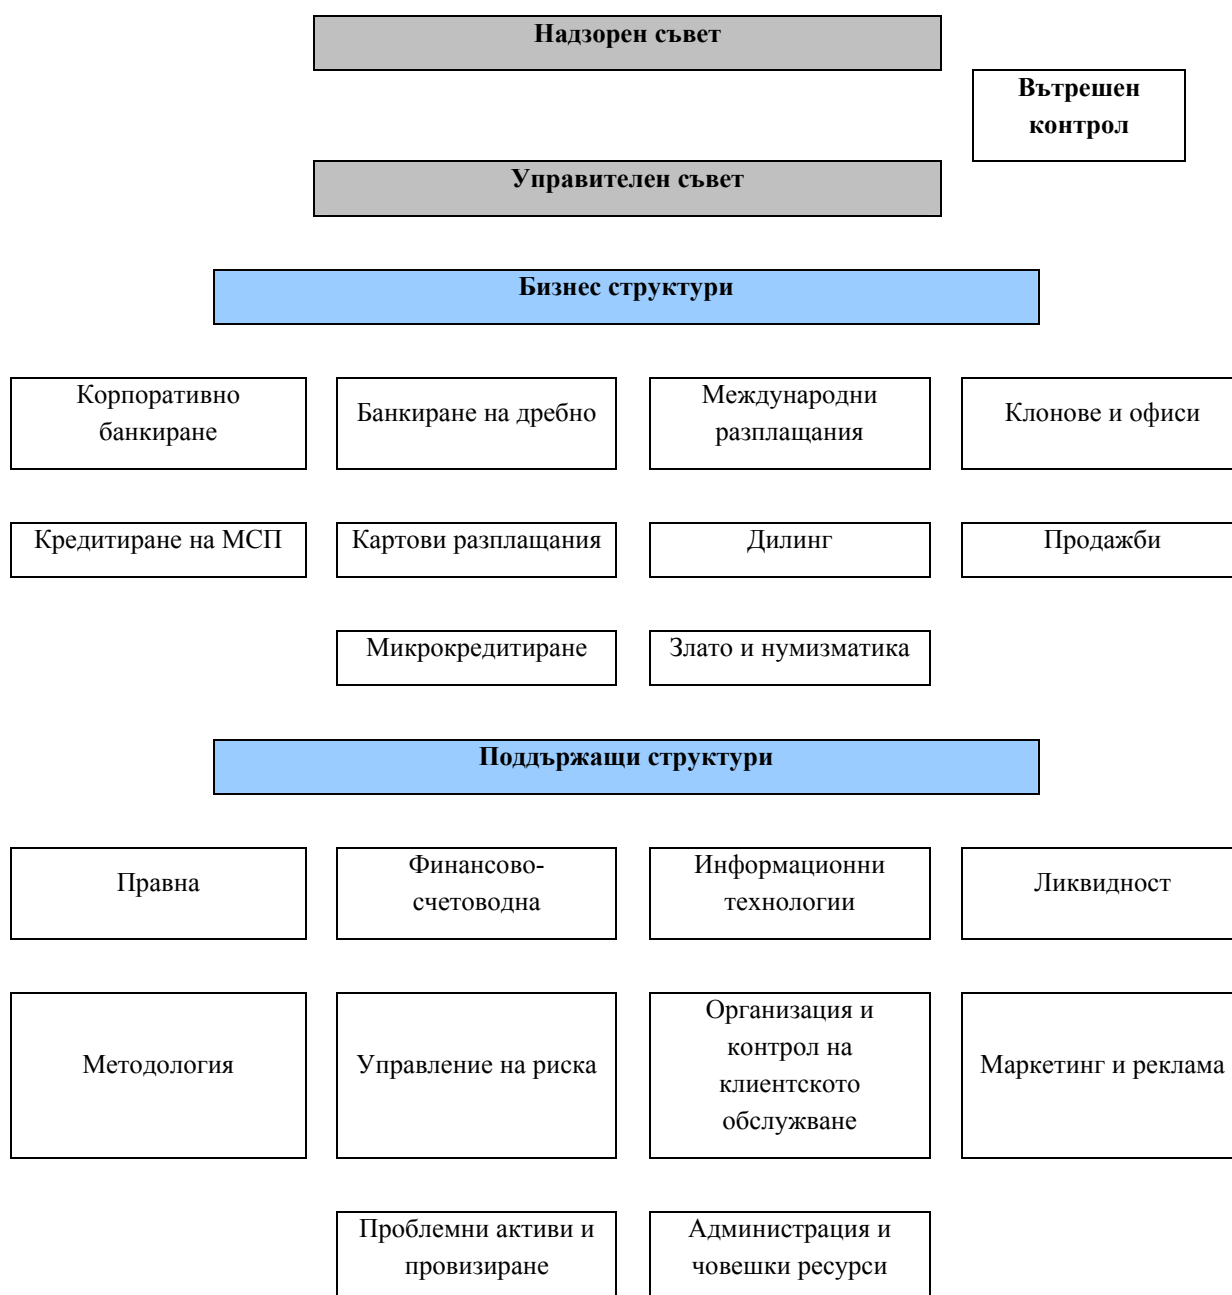 Надзорен съвет
Вътрешен
контрол
Управителен съвет
Бизнес структури
Корпоративно
банкиране
Банкиране на дребно
Международни
разплащания
Клонове и офиси
Кредитиране на МСП
Картови разплащания
Дилинг
Продажби
Микрокредитиране
Злато и нумизматика
Поддържащи структури
Правна
Финансово-
счетоводна
Информационни
технологии
Ликвидност
Методология
Управление на риска
Организация и
контрол на
клиентското
обслужване
Маркетинг и реклама
Проблемни активи и
провизиране
Администрация и
човешки ресурси